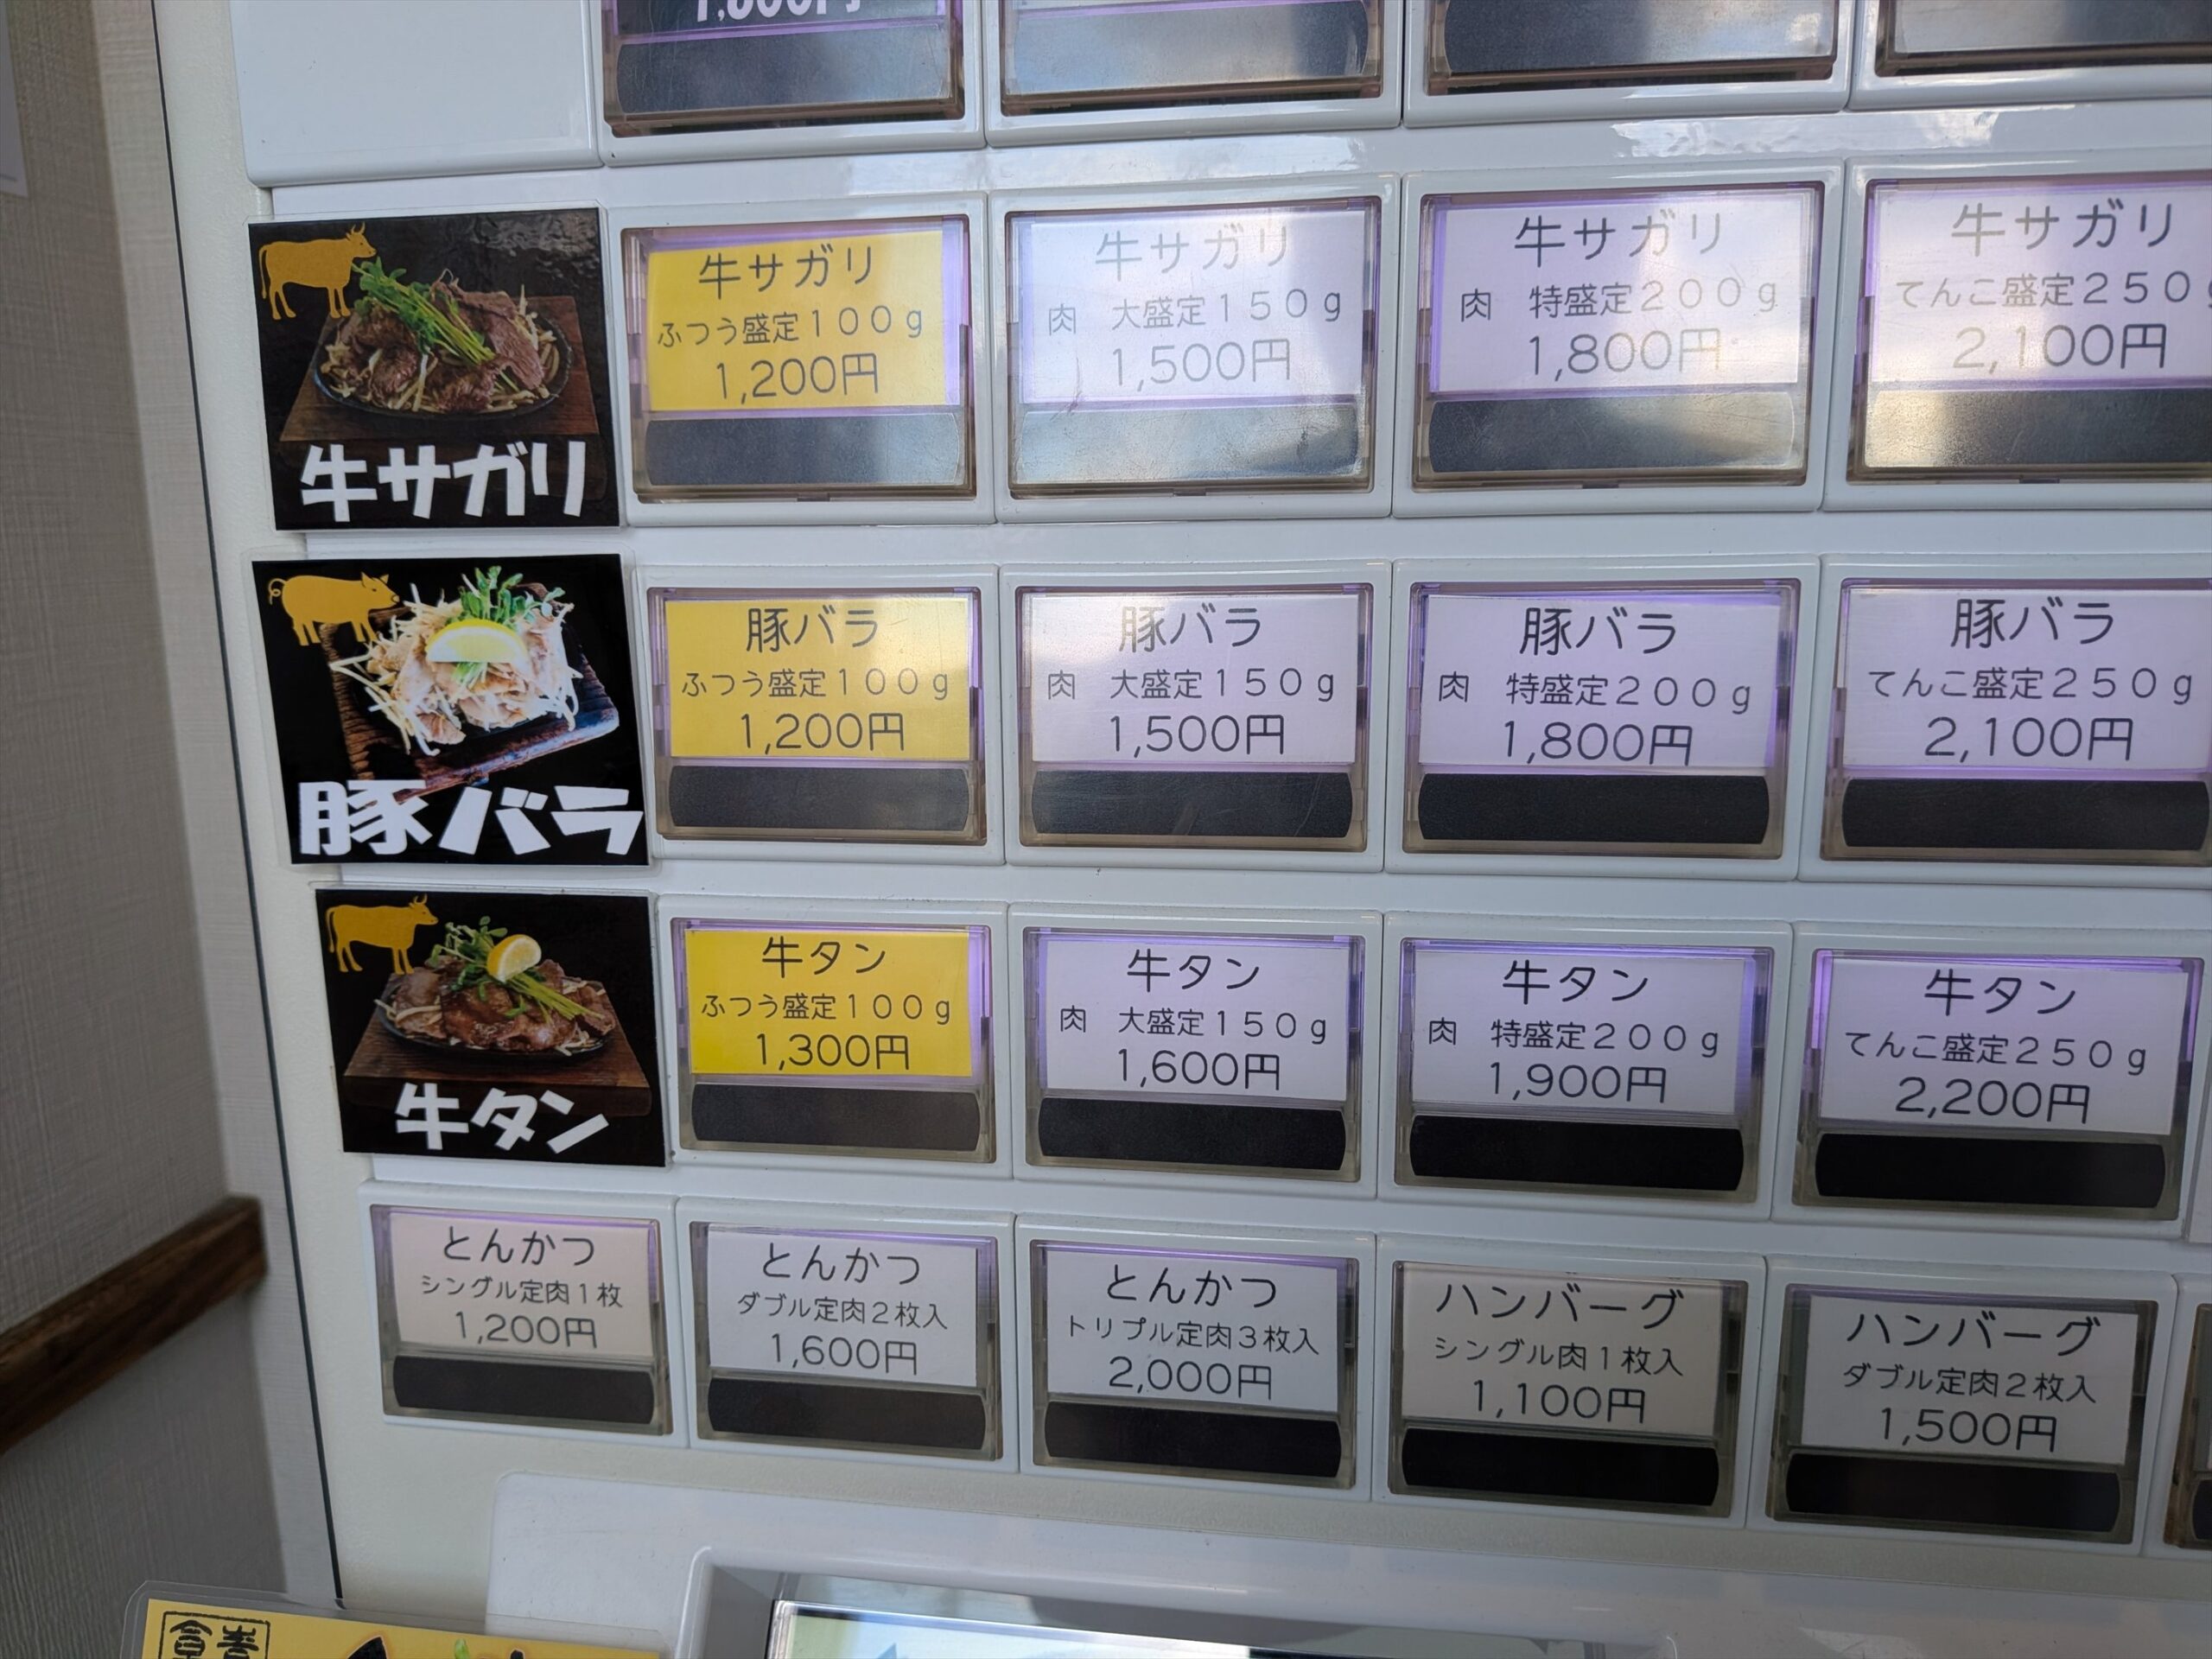 牛サガリ
牛サガリ
ふつう盛定100g
1,200円
牛サガリ
肉 大盛定150g
1,500円
牛サガリ
肉 特盛定200g
1,800円
牛サガリ
てんこ盛定250g
2,100円
豚バラ
豚バラ
ふつう盛定100g
1,200円
豚バラ
肉 大盛定150g
1,500円
豚バラ
肉 特盛定200g
1,800円
豚バラ
てんこ盛定250g
2,100円
牛タン
牛タン
ふつう盛定100g
1,300円
牛タン
肉 大盛定150g
1,600円
牛タン
肉 特盛定200g
1,900円
牛タン
てんこ盛定250g
2,200円
とんかつ
シングル定肉1枚
1,200円
とんかつ
ダブル定肉2枚入
1,600円
とんかつ
トリプル定肉3枚入
2,000円
ハンバーグ
シングル肉1枚入
1,100円
ハンバーグ
ダブル定肉2枚入
1,500円